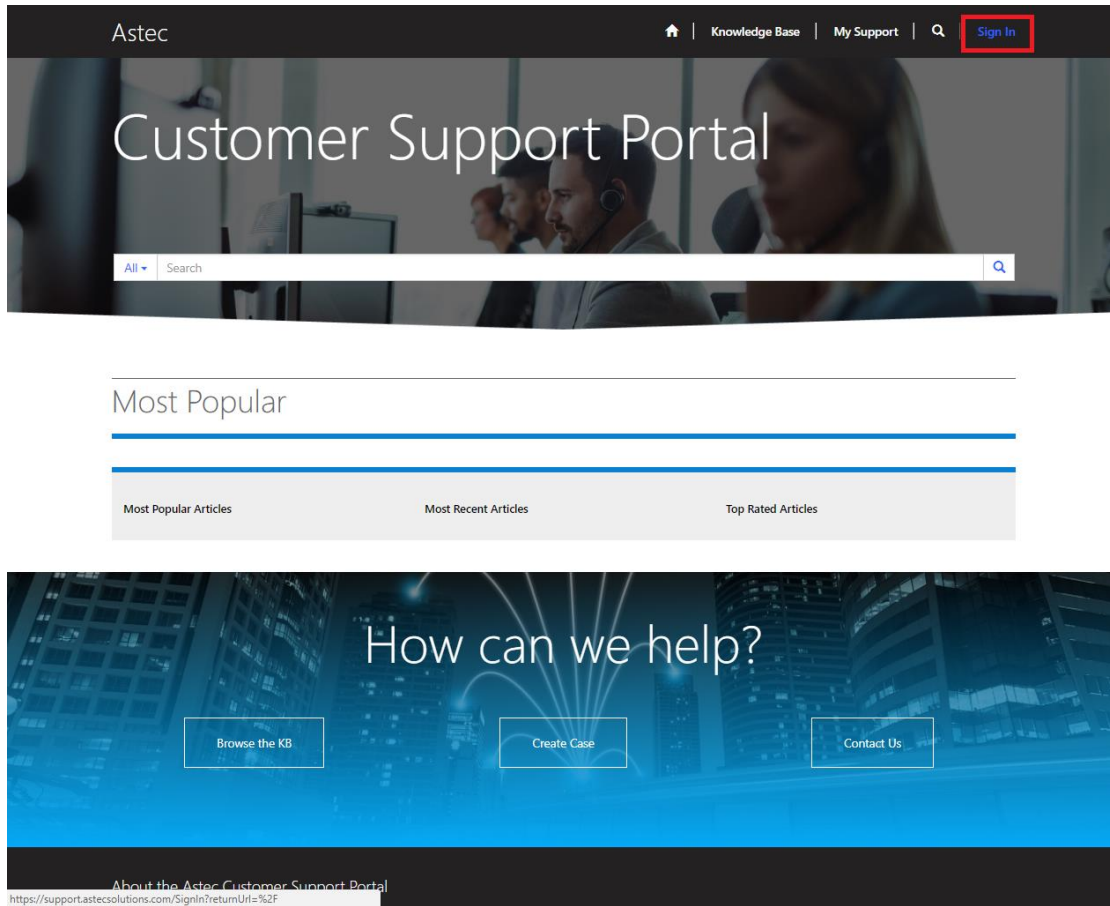 Astec
Knowledge Base | My Support | Sign In
Customer Support Portal
All Search
Most Popular
Most Popular Articles Most Recent Articles Top Rated Articles
How can we help?
Browse the KB Create Case Contact Us
About the Astec Customer Support Portal
https://support.astecsolutions.com/SignIn?returnUrl=%2F